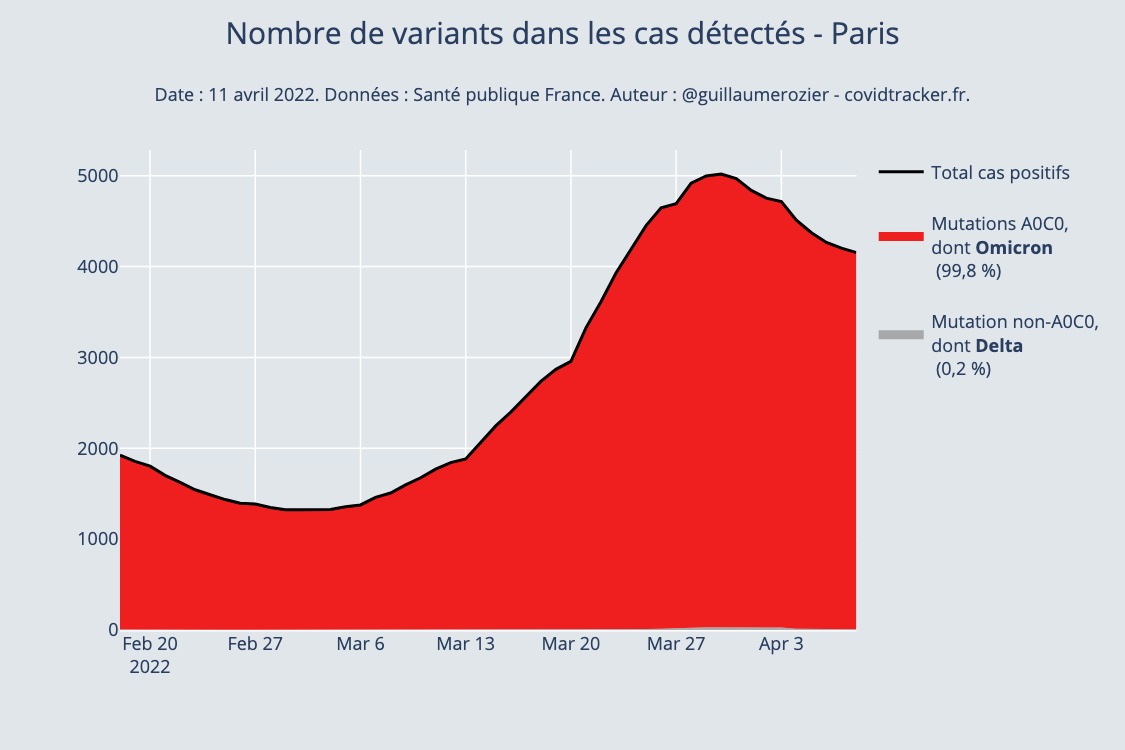 Nombre de variants dans les cas détectés - Paris
Date : 11 avril 2022. Données : Santé publique France. Auteur : @guillaumerozier - covidtracker.fr.
5000
4000
3000
2000
1000
0
Feb 20
2022
Feb 27
Mar 6
Mar 13
Mar 20
Mar 27
Apr 3
Total cas positifs
Mutations A0C0,
dont Omicron
(99,8 %)
Mutation non-A0C0,
dont Delta
(0,2 %)